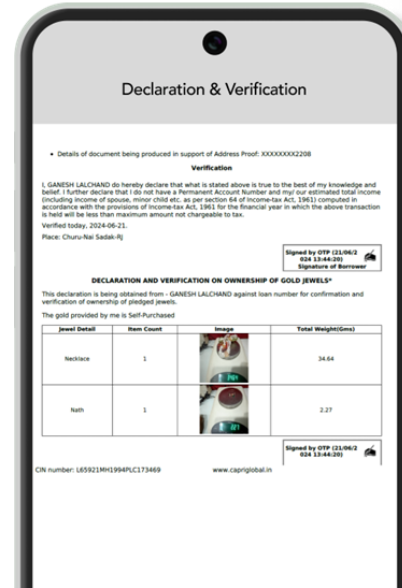 Declaration & Verification
• Details of document being produced in support of Address Proof: XXXXXXXX2208
Verification
I, GANESH LALCHAND do hereby declare that what is stated above is true to the best of my knowledge and
belief. I further declare that I do not have a Permanent Account Number and my/ our estimated total income
(including income of spouse, minor child etc. as per section 64 of Income-tax Act, 1961) computed in
accordance with the provisions of Income-tax Act, 1961 for the financial year in which the above transaction
is held will be less than maximum amount not chargeable to tax.
Verified today, 2024-06-21.
Place: Churu-Nai Sadak-RJ
Signed by OTP (21/06/2
024 13:44:20)
Signature of Borrower
DECLARATION AND VERIFICATION ON OWNERSHIP OF GOLD JEWELS*
This declaration is being obtained from - GANESH LALCHAND against loan number for confirmation and
verification of ownership of pledged jewels.
The gold provided by me is Self-Purchased
Jewel Detail Item Count Image Total Weight(Gms)
Necklace 1 34.64
Nath 1 2.27
Signed by OTP (21/06/2
024 13:44:20)
CIN number: L65921MH1994PLC173469 www.capriglobal.in